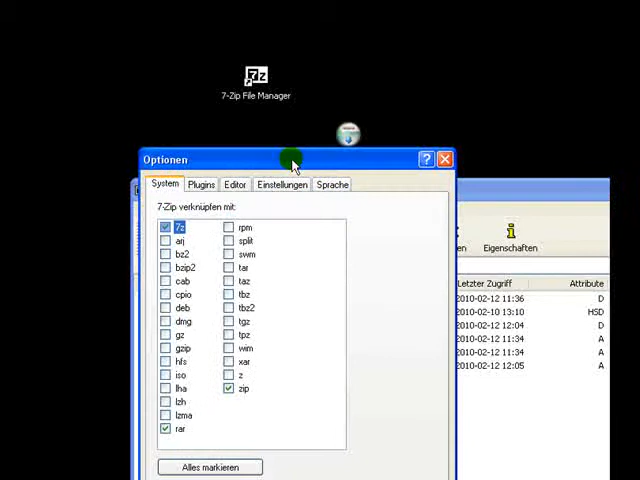 7z
7-Zip File Manager
Optionen
System Plugins Editor Einstellungen Sprache
7-Zip verknüpfen mit:
7z rpm
arj split
bz2 swm
bzip2 tar
cab taz
cpio tbz
deb tbz2
dmg tgz
gz tpz
gzip wim
hfs xar
iso z
lha zip
lzh
lzma
rar
Alles markieren
en Eigenschaften
Letzter Zugriff Attribute
2010-02-12 11:36 D
2010-02-10 13:10 HSD
2010-02-12 12:04 D
2010-02-12 11:34 A
2010-02-12 11:34 A
2010-02-12 12:05 A